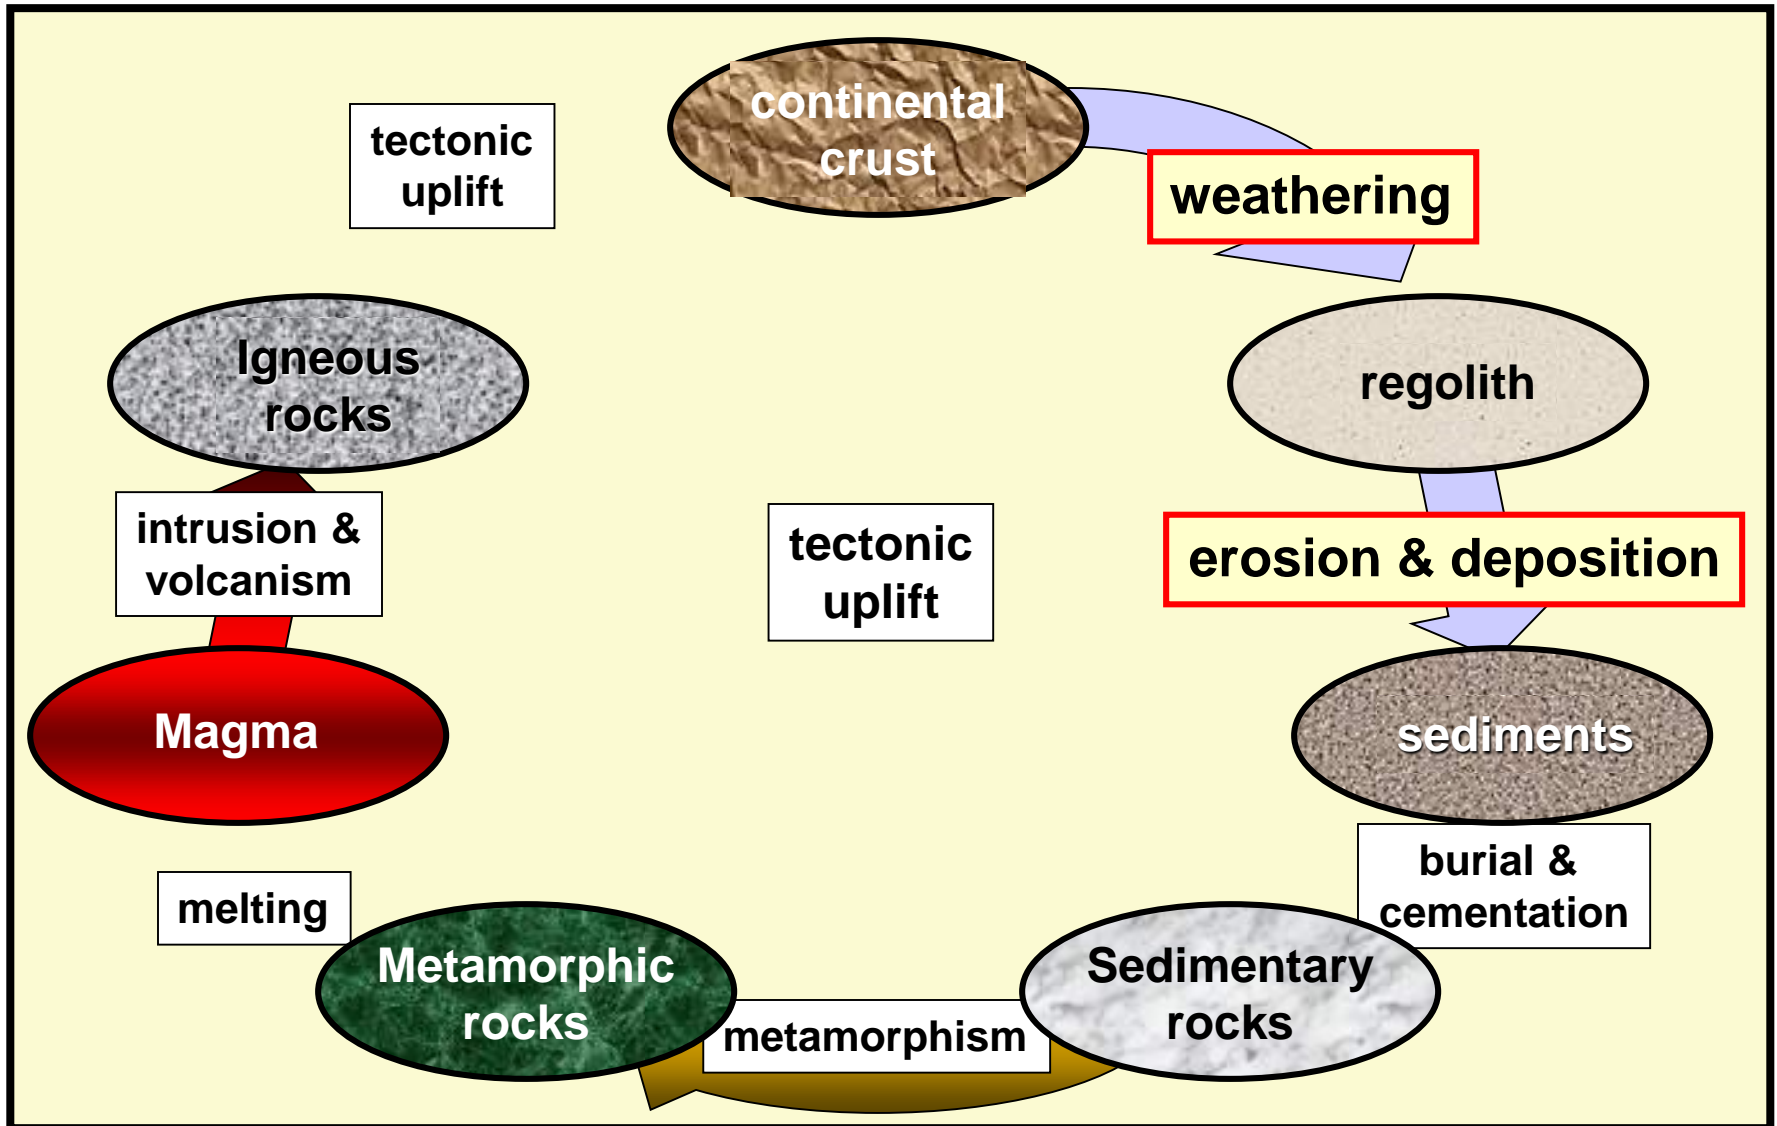 continental
crust
tectonic
uplift
weathering
Igneous
rocks
regolith
intrusion &
volcanism
tectonic
uplift
erosion & deposition
Magma
sediments
melting
burial &
cementation
Metamorphic
rocks
Sedimentary
rocks
metamorphism